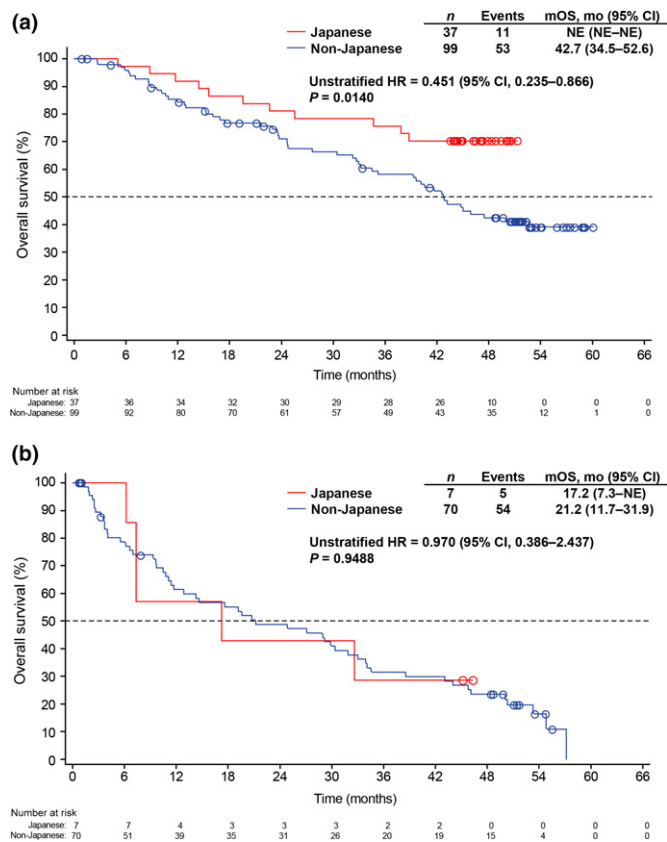 (a)
n Events mOS, mo (95% CI)
Japanese 37 11 NE (NE–NE)
Non-Japanese 99 53 42.7 (34.5–52.6)
Unstratified HR = 0.451 (95% CI, 0.235–0.866)
P = 0.0140
Overall survival (%)
100
90
80
70
60
50
40
30
20
10
0
0 6 12 18 24 30 36 42 48 54 60 66
Time (months)
Number at risk
Japanese: 37 36 34 32 30 29 28 26 10 0 0 0
Non-Japanese: 99 92 80 70 61 57 49 43 35 12 1 0
(b)
n Events mOS, mo (95% CI)
Japanese 7 5 17.2 (7.3–NE)
Non-Japanese 70 54 21.2 (11.7–31.9)
Unstratified HR = 0.970 (95% CI, 0.386–2.437)
P = 0.9488
Overall survival (%)
100
90
80
70
60
50
40
30
20
10
0
0 6 12 18 24 30 36 42 48 54 60 66
Time (months)
Number at risk
Japanese: 7 7 4 3 3 3 2 2 0 0 0 0
Non-Japanese: 70 51 39 35 31 26 20 19 15 4 0 0